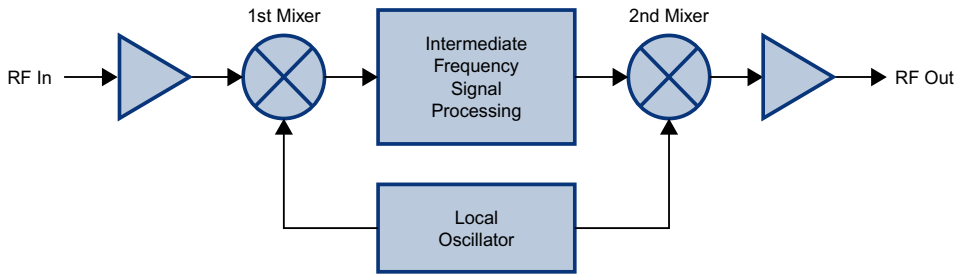 1st Mixer
2nd Mixer
RF In
Intermediate
Frequency
Signal
Processing
RF Out
Local
Oscillator